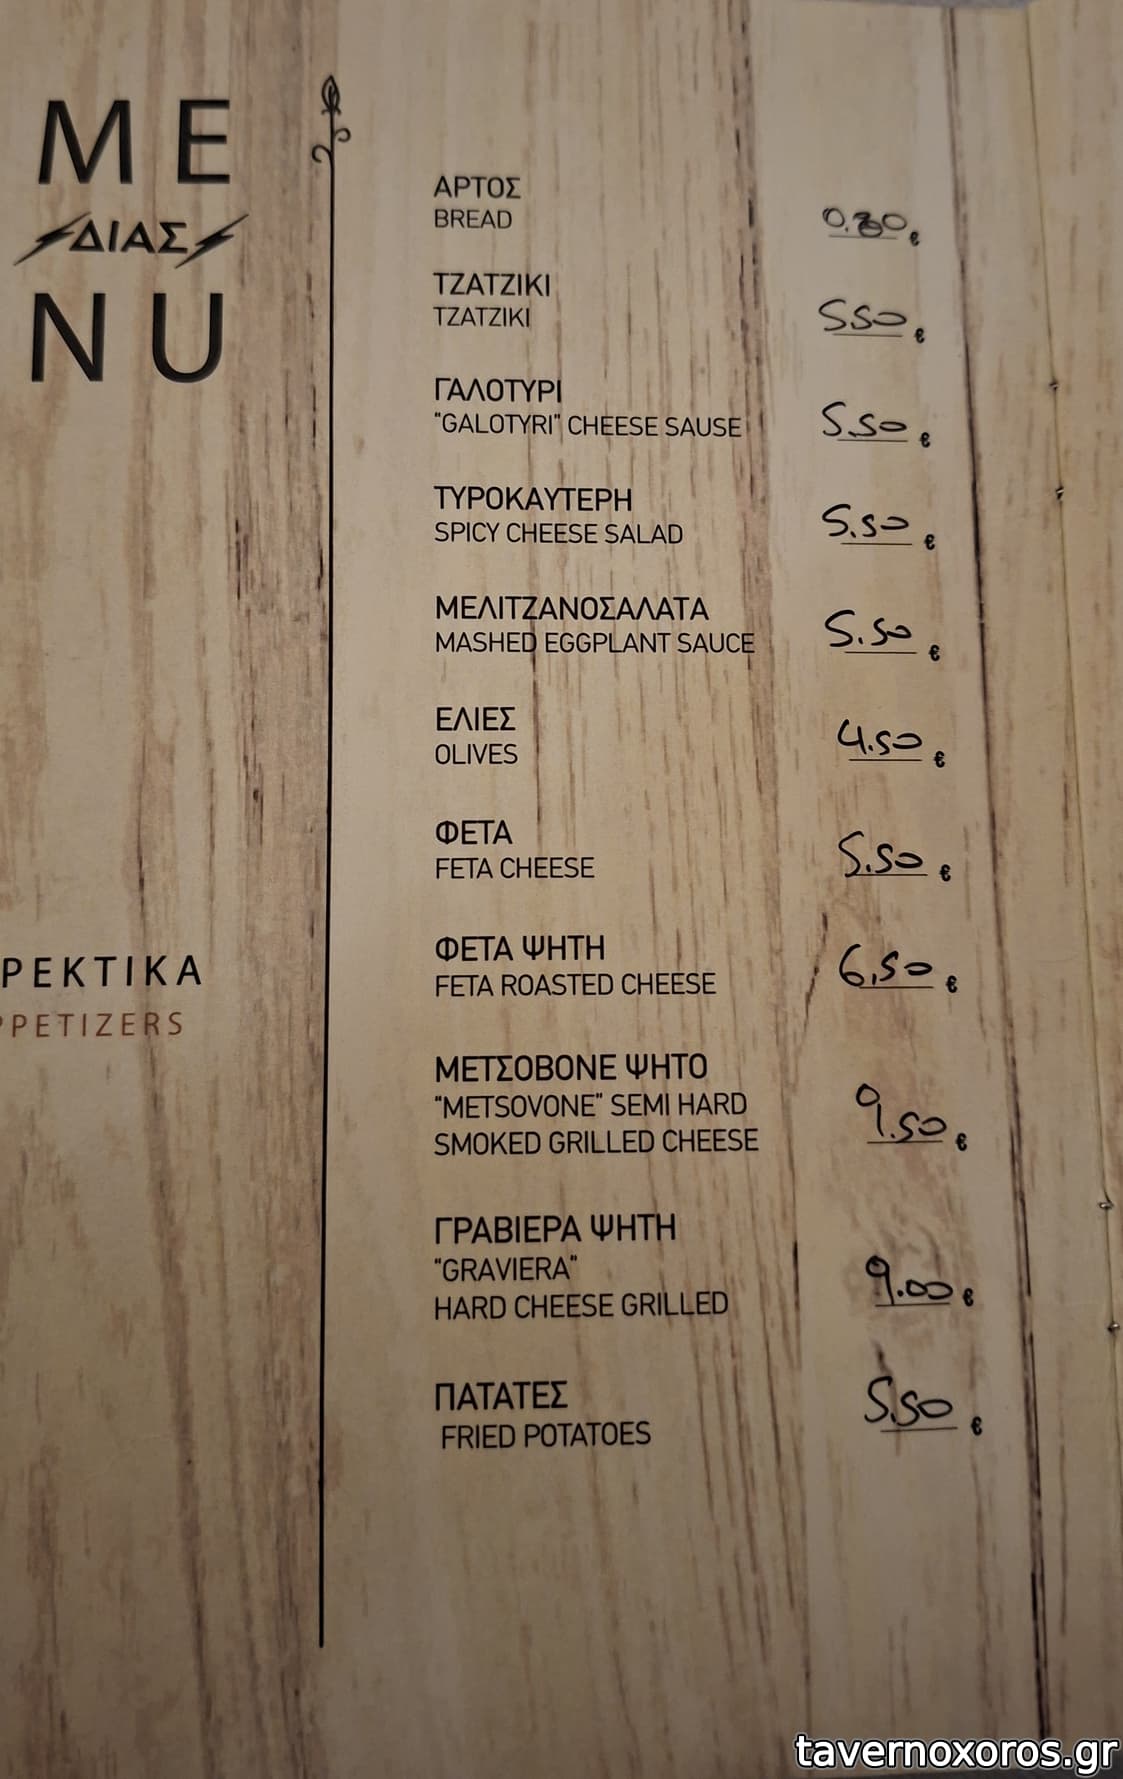 ME
ΔΙΑΣ
NU
ΡΕΚΤΙΚΑ
PPETIZERS
ΑΡΤΟΣ
BREAD 0.80 €
ΤΖΑΤΖΙΚΙ
TZATZIKI 5.50 €
ΓΑΛΟΤΥΡΙ
"GALOTYRI" CHEESE SAUSE 5.50 €
ΤΥΡΟΚΑΥΤΕΡΗ
SPICY CHEESE SALAD 5.50 €
ΜΕΛΙΤΖΑΝΟΣΑΛΑΤΑ
MASHED EGGPLANT SAUCE 5.50 €
ΕΛΙΕΣ
OLIVES 4.50 €
ΦΕΤΑ
FETA CHEESE 5.50 €
ΦΕΤΑ ΨΗΤΗ
FETA ROASTED CHEESE 6,50 €
ΜΕΤΣΟΒΟΝΕ ΨΗΤΟ
"METSOVONE" SEMI HARD
SMOKED GRILLED CHEESE 9.50 €
ΓΡΑΒΙΕΡΑ ΨΗΤΗ
"GRAVIERA"
HARD CHEESE GRILLED 9.00 €
ΠΑΤΑΤΕΣ
FRIED POTATOES 5.50 €
tavernoxoros.gr